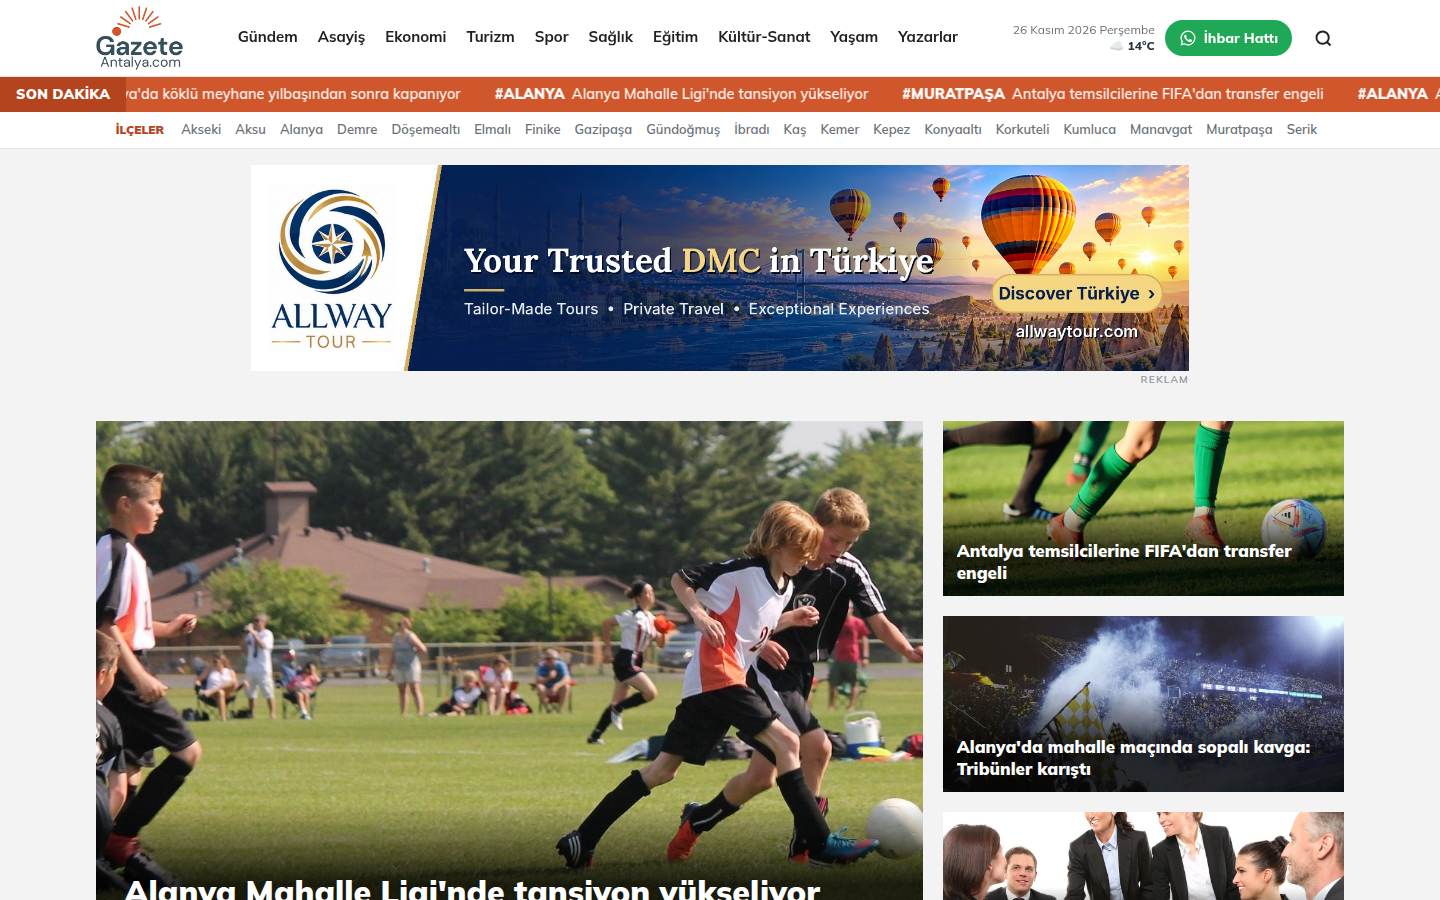 Gazete
Antalya.com
Gündem Asayiş Ekonomi Turizm Spor Sağlık Eğitim Kültür-Sanat Yaşam Yazarlar
26 Kasım 2026 Perşembe
14°C
İhbar Hattı
SON DAKİKA
ya'da köklü meyhane yılbaşından sonra kapanıyor #ALANYA Alanya Mahalle Ligi'nde tansiyon yükseliyor #MURATPAŞA Antalya temsilcilerine FIFA'dan transfer engeli #ALANYA
İLÇELER Akseki Aksu Alanya Demre Döşemealtı Elmalı Finike Gazipaşa Gündoğmuş İbradı Kaş Kemer Kepez Konyaaltı Korkuteli Kumluca Manavgat Muratpaşa Serik
ALLWAY
TOUR
Your Trusted DMC in Türkiye
Tailor-Made Tours • Private Travel • Exceptional Experiences
Discover Türkiye ›
allwaytour.com
REKLAM
Alanya Mahalle Ligi'nde tansiyon yükseliyor
Antalya temsilcilerine FIFA'dan transfer
engeli
Alanya'da mahalle maçında sopalı kavga:
Tribünler karıştı